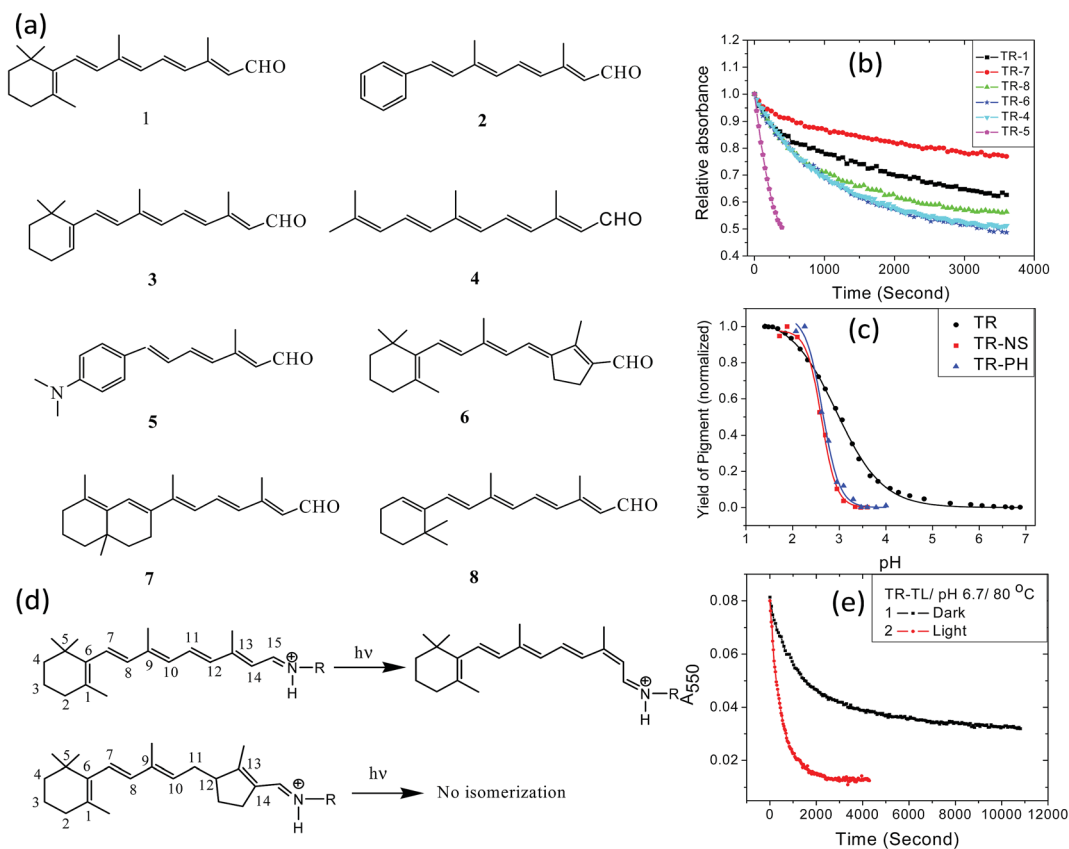 (a)
CHO
1
CHO
2
CHO
3
CHO
4
N
CHO
5
CHO
6
CHO
7
CHO
8
(b)
Relative absorbance
1.2
1.1
1.0
0.9
0.8
0.7
0.6
0.5
0.4
0 1000 2000 3000 4000
Time (Second)
TR-1
TR-7
TR-8
TR-6
TR-4
TR-5
(c)
Yield of Pigment (normalized)
1.0
0.8
0.6
0.4
0.2
0.0
1 2 3 4 5 6 7
pH
TR
TR-NS
TR-PH
(d)
1 2 3 4 5 6 7 8 9 10 11 12 13 14 15
⊕
N R
H
hν
⊕
N R
H
1 2 3 4 5 6 7 8 9 10 11 12 13 14
⊕
N R
H
hν
No isomerization
(e)
A550
0.08
0.06
0.04
0.02
0 2000 4000 6000 8000 10000 12000
Time (Second)
TR-TL/ pH 6.7/ 80 °C
1 Dark
2 Light